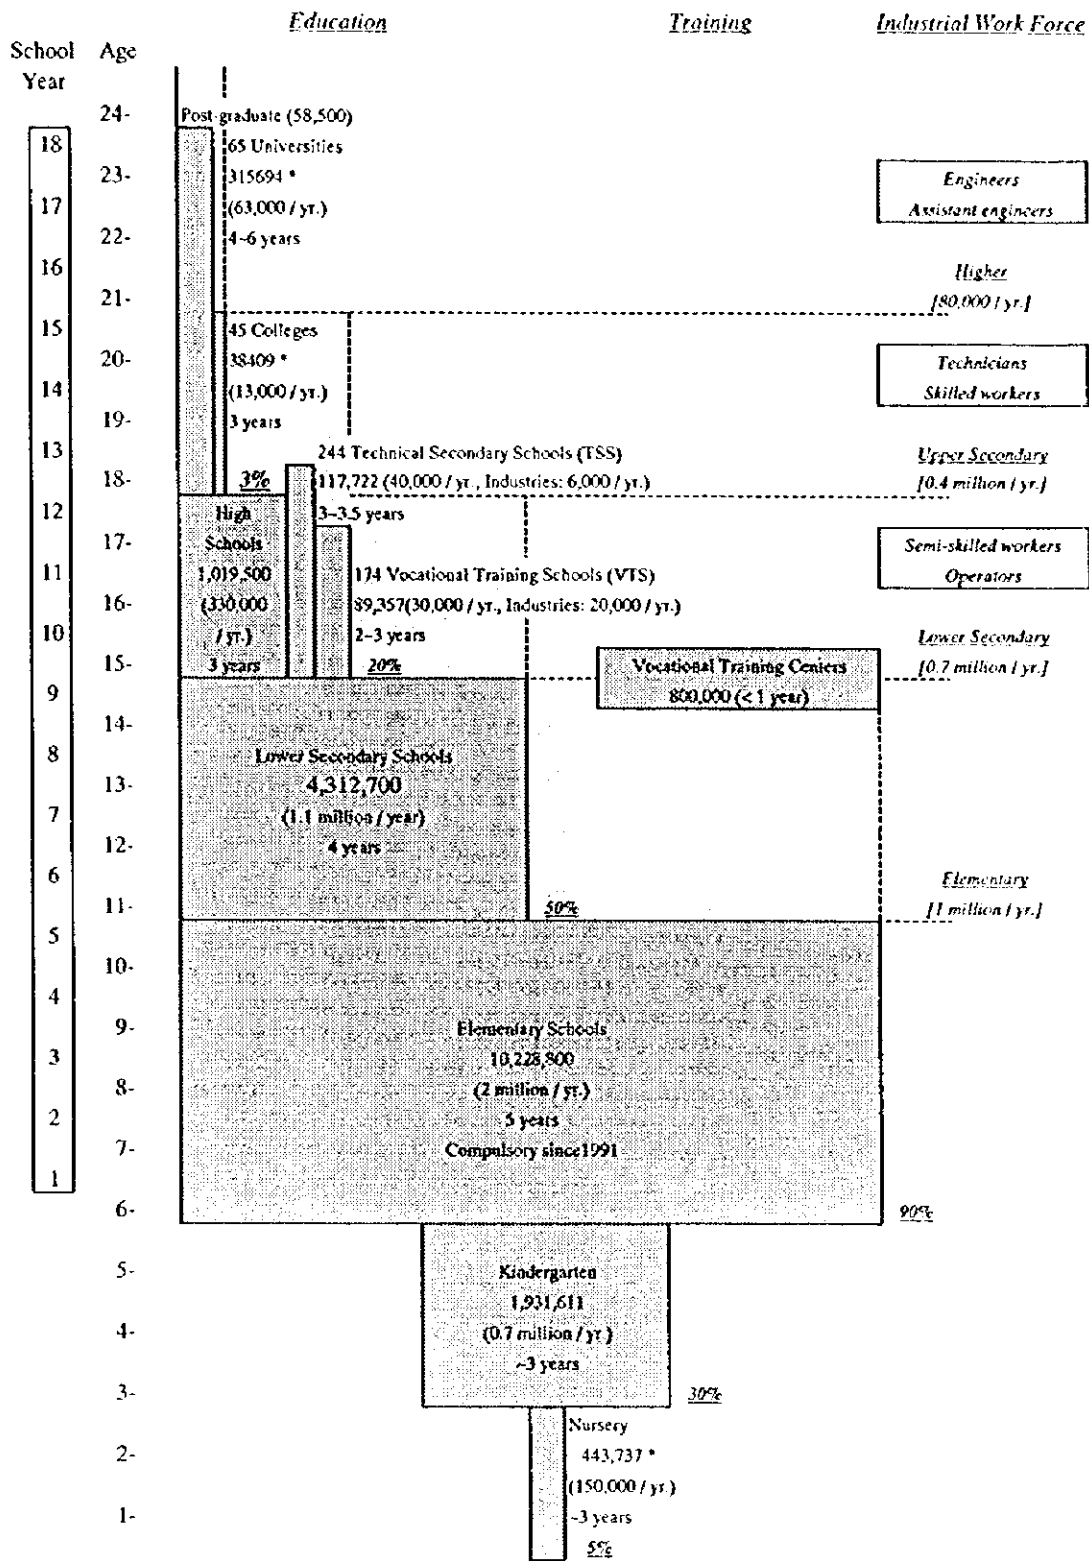 Education
Training
Industrial Work Force
School
Year
Age
24-
23-
22-
21-
20-
19-
18-
17-
16-
15-
14-
13-
12-
11-
10-
9-
8-
7-
6-
5-
4-
3-
2-
1-
18
17
16
15
14
13
12
11
10
9
8
7
6
5
4
3
2
1
Post-graduate (58,500)
65 Universities
315694 *
(63,000 / yr.)
4~6 years
45 Colleges
38409 *
(13,000 / yr.)
3 years
3%
244 Technical Secondary Schools (TSS)
117,722 (40,000 / yr., Industries: 6,000 / yr.)
3~3.5 years
High
Schools
1,019,500
(330,000
/ yr.)
3 years
174 Vocational Training Schools (VTS)
89,357(30,000 / yr., Industries: 20,000 / yr.)
2~3 years
20%
Vocational Training Centers
800,000 (< 1 year)
Lower Secondary Schools
4,312,700
(1.1 million / year)
4 years
50%
Elementary Schools
10,228,800
(2 million / yr.)
5 years
Compulsory since1991
90%
Kindergarten
1,931,611
(0.7 million / yr.)
~3 years
30%
Nursery
443,737 *
(150,000 / yr.)
~3 years
5%
Engineers
Assistant engineers
Higher
[80,000 / yr.]
Technicians
Skilled workers
Upper Secondary
[0.4 million / yr.]
Semi-skilled workers
Operators
Lower Secondary
[0.7 million / yr.]
Elementary
[1 million / yr.]